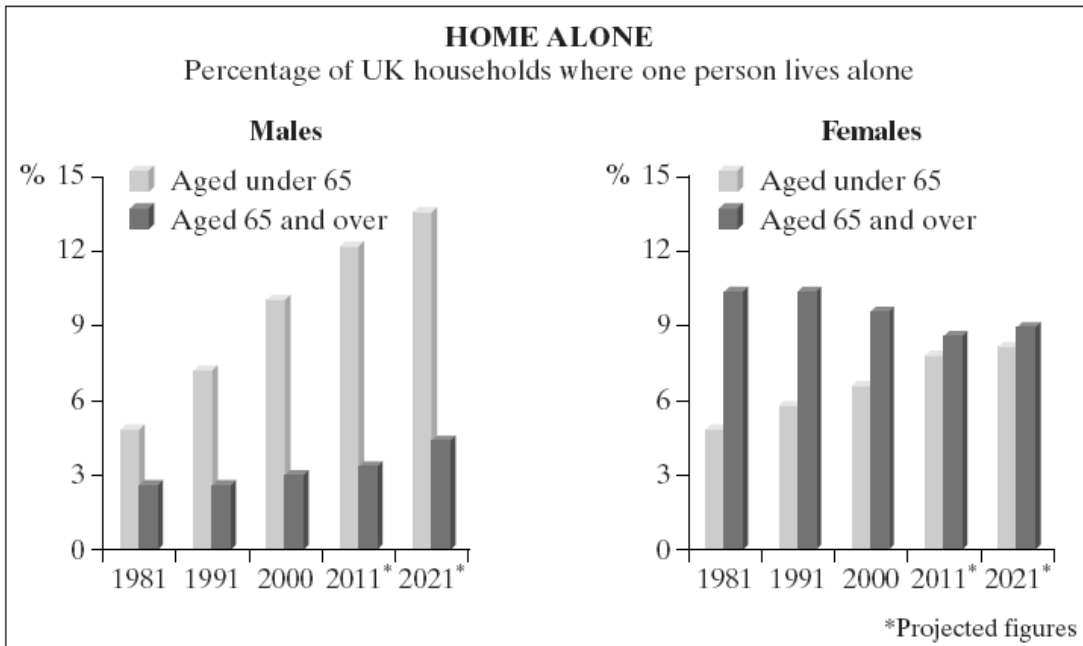 HOME ALONE
Percentage of UK households where one person lives alone
Males
% 15
Aged under 65
Aged 65 and over
12
9
6
3
0
1981 1991 2000 2011* 2021*
Females
% 15
Aged under 65
Aged 65 and over
12
9
6
3
0
1981 1991 2000 2011* 2021*
*Projected figures